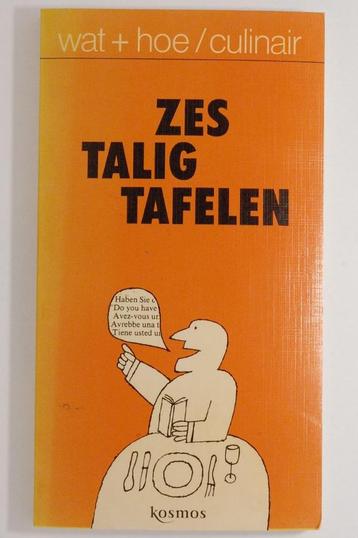 wat + hoe / culinair
ZES
TALIG
TAFELEN
Haben Sie
Do you have
Avez-vous
Avrebbe una
Tiene usted
kosmos